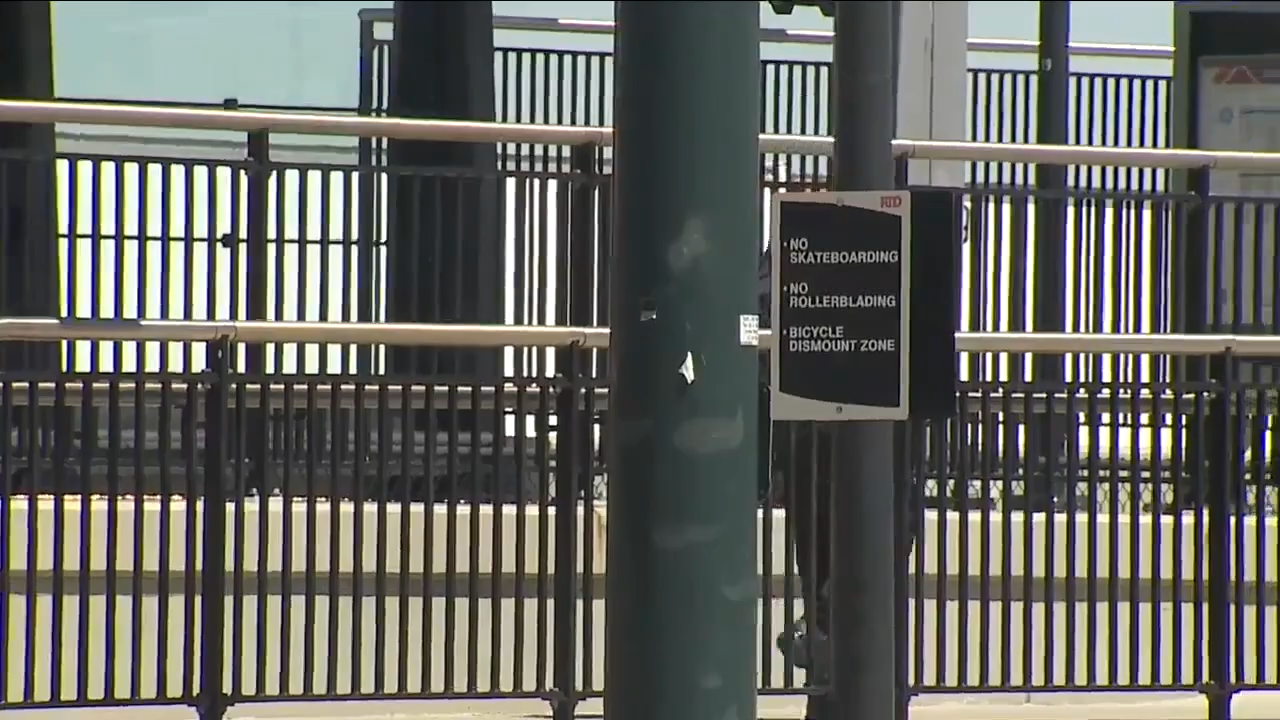 RTD
• NO
SKATEBOARDING
• NO
ROLLERBLADING
• BICYCLE
DISMOUNT ZONE